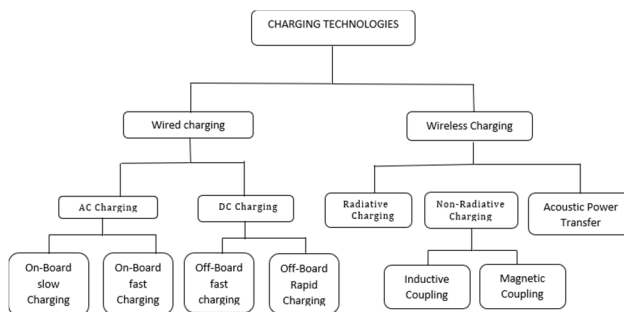 CHARGING TECHNOLOGIES
Wired charging
Wireless Charging
AC Charging
DC Charging
Radiative
Charging
Non-Radiative
Charging
Acoustic Power
Transfer
On-Board
slow
Charging
On-Board
fast
Charging
Off-Board
fast
charging
Off-Board
Rapid
Charging
Inductive
Coupling
Magnetic
Coupling